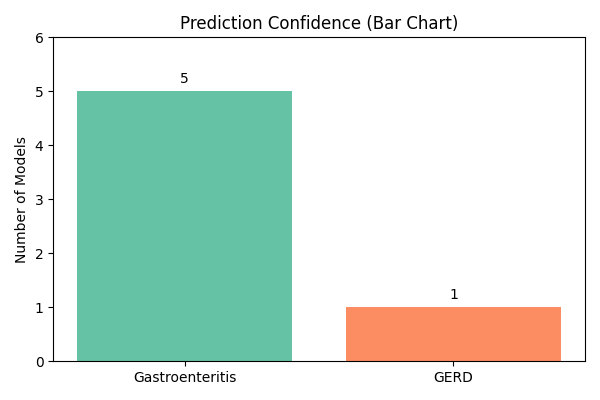 Prediction Confidence (Bar Chart)
Number of Models
6
5
4
3
2
1
0
5
1
Gastroenteritis
GERD